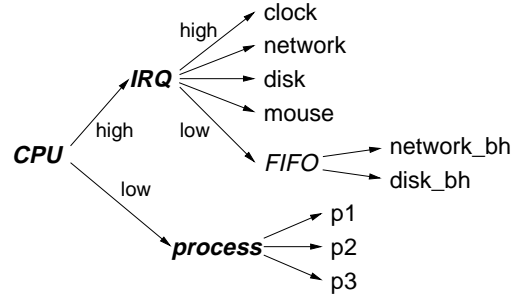 clock
high
network
IRQ
disk
mouse
high
low
network_bh
CPU
FIFO
disk_bh
low
p1
process
p2
p3